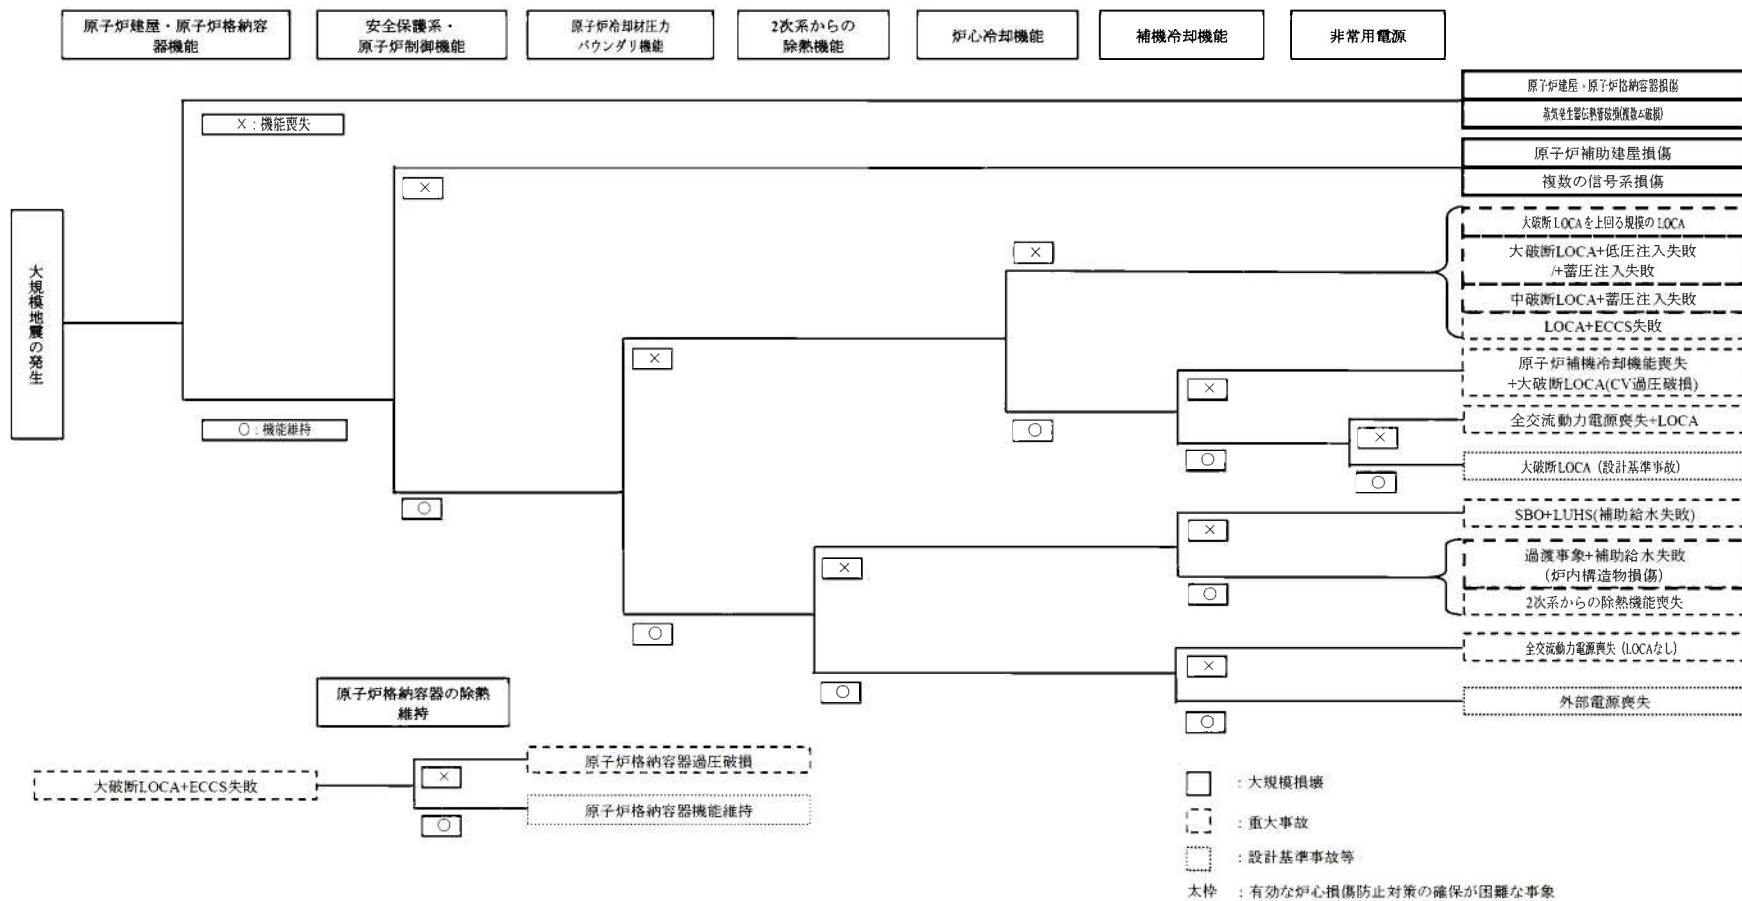 原子炉建屋・原子炉格納容
器機能
安全保護系・
原子炉制御機能
原子炉冷却材圧力
バウンダリ機能
2次系からの
除熱機能
炉心冷却機能
補機冷却機能
非常用電源
大規模地震の発生
×：機能喪失
○：機能維持
×
○
×
○
×
○
×
○
×
○
×
○
×
○
×
○
原子炉建屋・原子炉格納容器損傷
蒸気発生器伝熱管破損(複数本破損)
原子炉補助建屋損傷
複数の信号系損傷
大破断LOCAを上回る規模のLOCA
大破断LOCA+低圧注入失敗
/+蓄圧注入失敗
中破断LOCA+蓄圧注入失敗
LOCA+ECCS失敗
原子炉補機冷却機能喪失
+大破断LOCA(CV過圧破損)
全交流動力電源喪失+LOCA
大破断LOCA（設計基準事故）
SBO+LUHS(補助給水失敗)
過渡事象+補助給水失敗
（炉内構造物損傷）
2次系からの除熱機能喪失
全交流動力電源喪失（LOCAなし）
外部電源喪失
原子炉格納容器の除熱
維持
大破断LOCA+ECCS失敗
×
○
原子炉格納容器過圧破損
原子炉格納容器機能維持
：大規模損壊
：重大事故
：設計基準事故等
太枠 ：有効な炉心損傷防止対策の確保が困難な事象